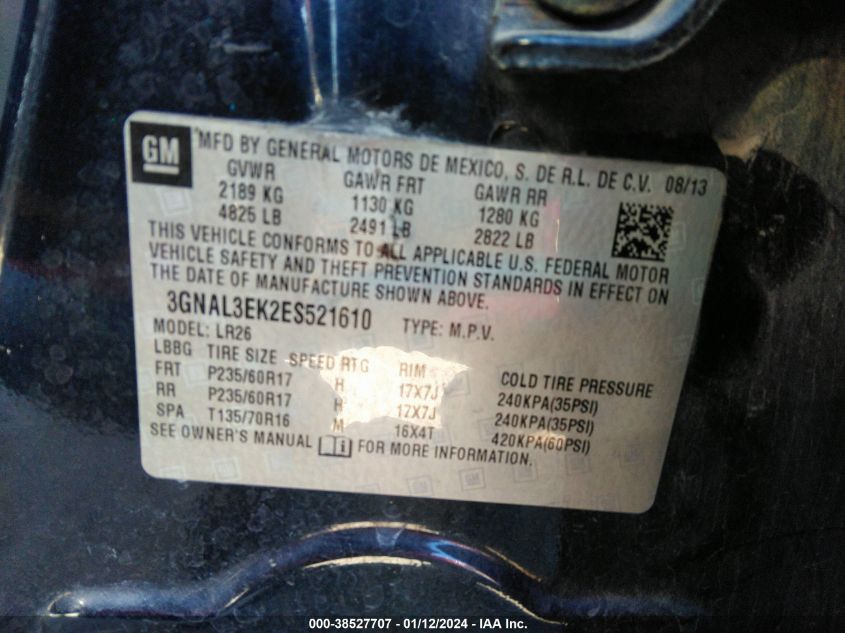 GM
MFD BY GENERAL MOTORS DE MEXICO, S. DE R.L. DE C.V. 08/13
GVWR GAWR FRT GAWR RR
2189 KG 1130 KG 1280 KG
4825 LB 2491 LB 2822 LB
THIS VEHICLE CONFORMS TO ALL APPLICABLE U.S. FEDERAL MOTOR
VEHICLE SAFETY AND THEFT PREVENTION STANDARDS IN EFFECT ON
THE DATE OF MANUFACTURE SHOWN ABOVE.
3GNAL3EK2ES521610 TYPE: M.P.V.
MODEL: LR26
LBBG TIRE SIZE SPEED RTG RIM COLD TIRE PRESSURE
FRT P235/60R17 H 17X7J 240KPA(35PSI)
RR P235/60R17 H 17X7J 240KPA(35PSI)
SPA T135/70R16 M 16X4T 420KPA(60PSI)
SEE OWNER'S MANUAL FOR MORE INFORMATION.
000-38527707 - 01/12/2024 - IAA Inc.